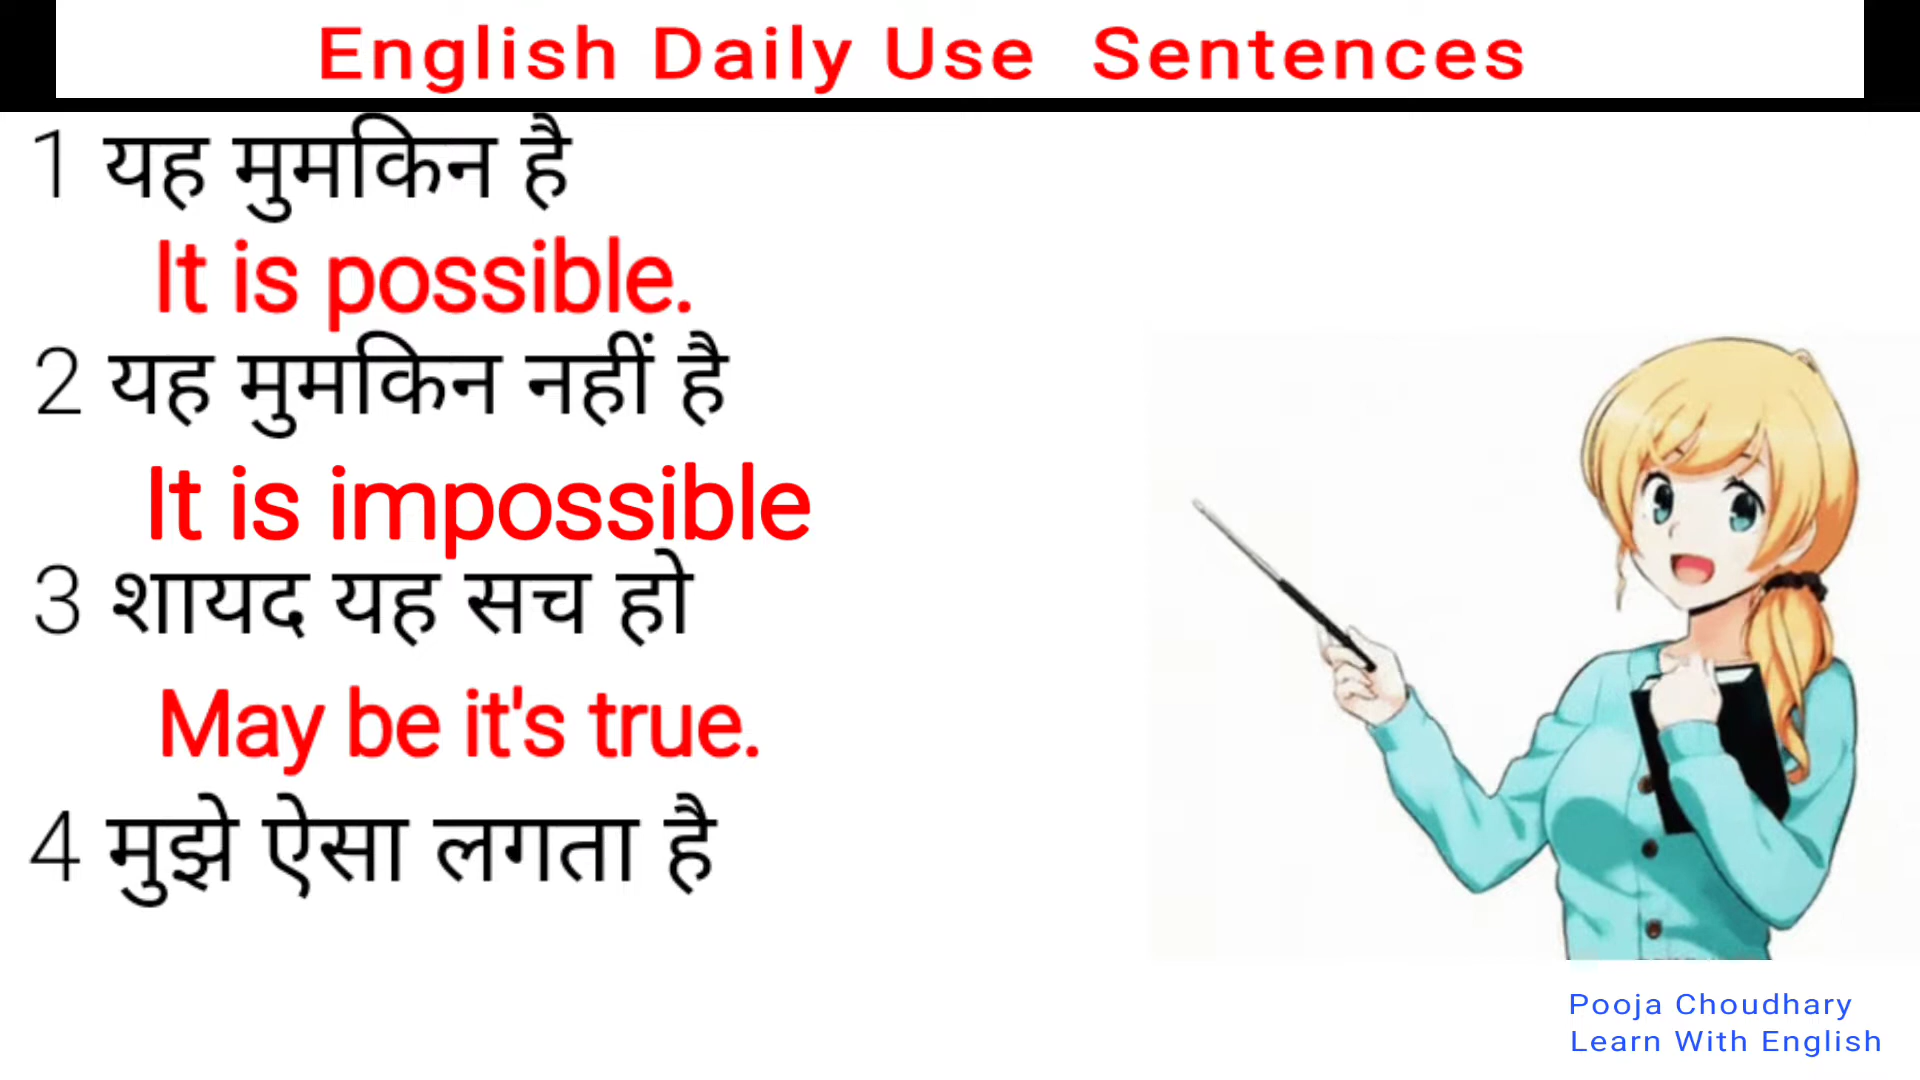 English Daily Use Sentences
1 यह मुमकिन है
It is possible.
2 यह मुमकिन नहीं है
It is impossible
3 शायद यह सच हो
May be it's true.
4 मुझे ऐसा लगता है
Pooja Choudhary
Learn With English